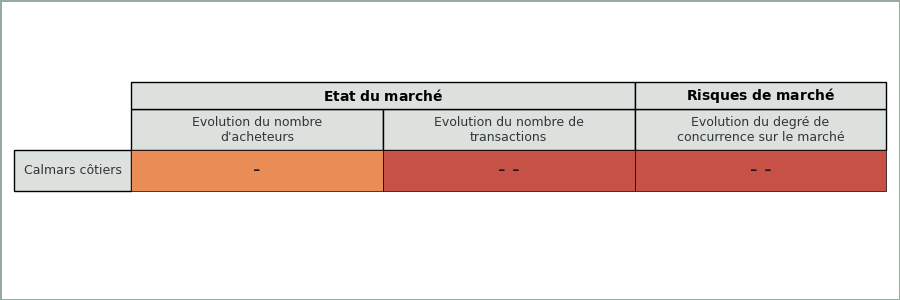 Etat du marché
Risques de marché
Evolution du nombre
d'acheteurs
Evolution du nombre de
transactions
Evolution du degré de
concurrence sur le marché
Calmars côtiers
–
– –
– –